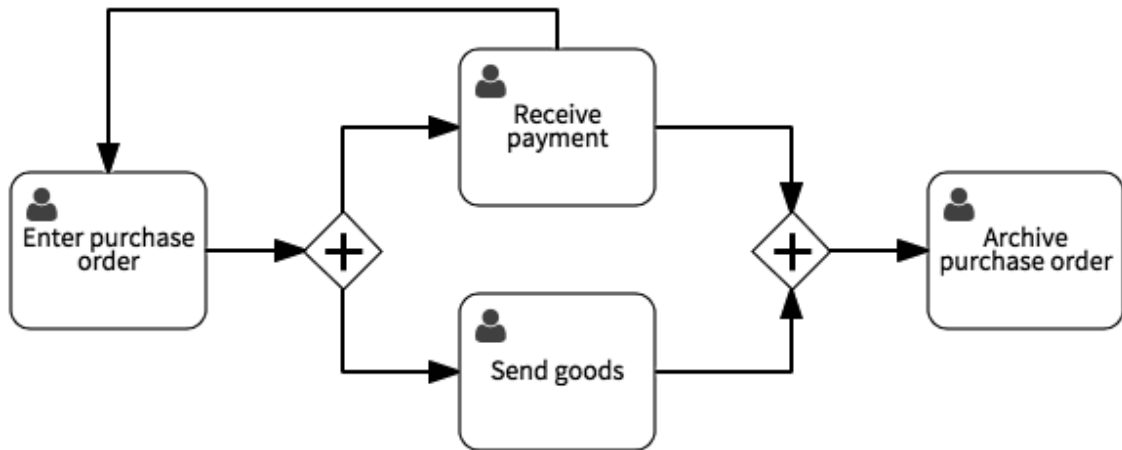 Enter purchase
order
Receive
payment
Send goods
Archive
purchase order